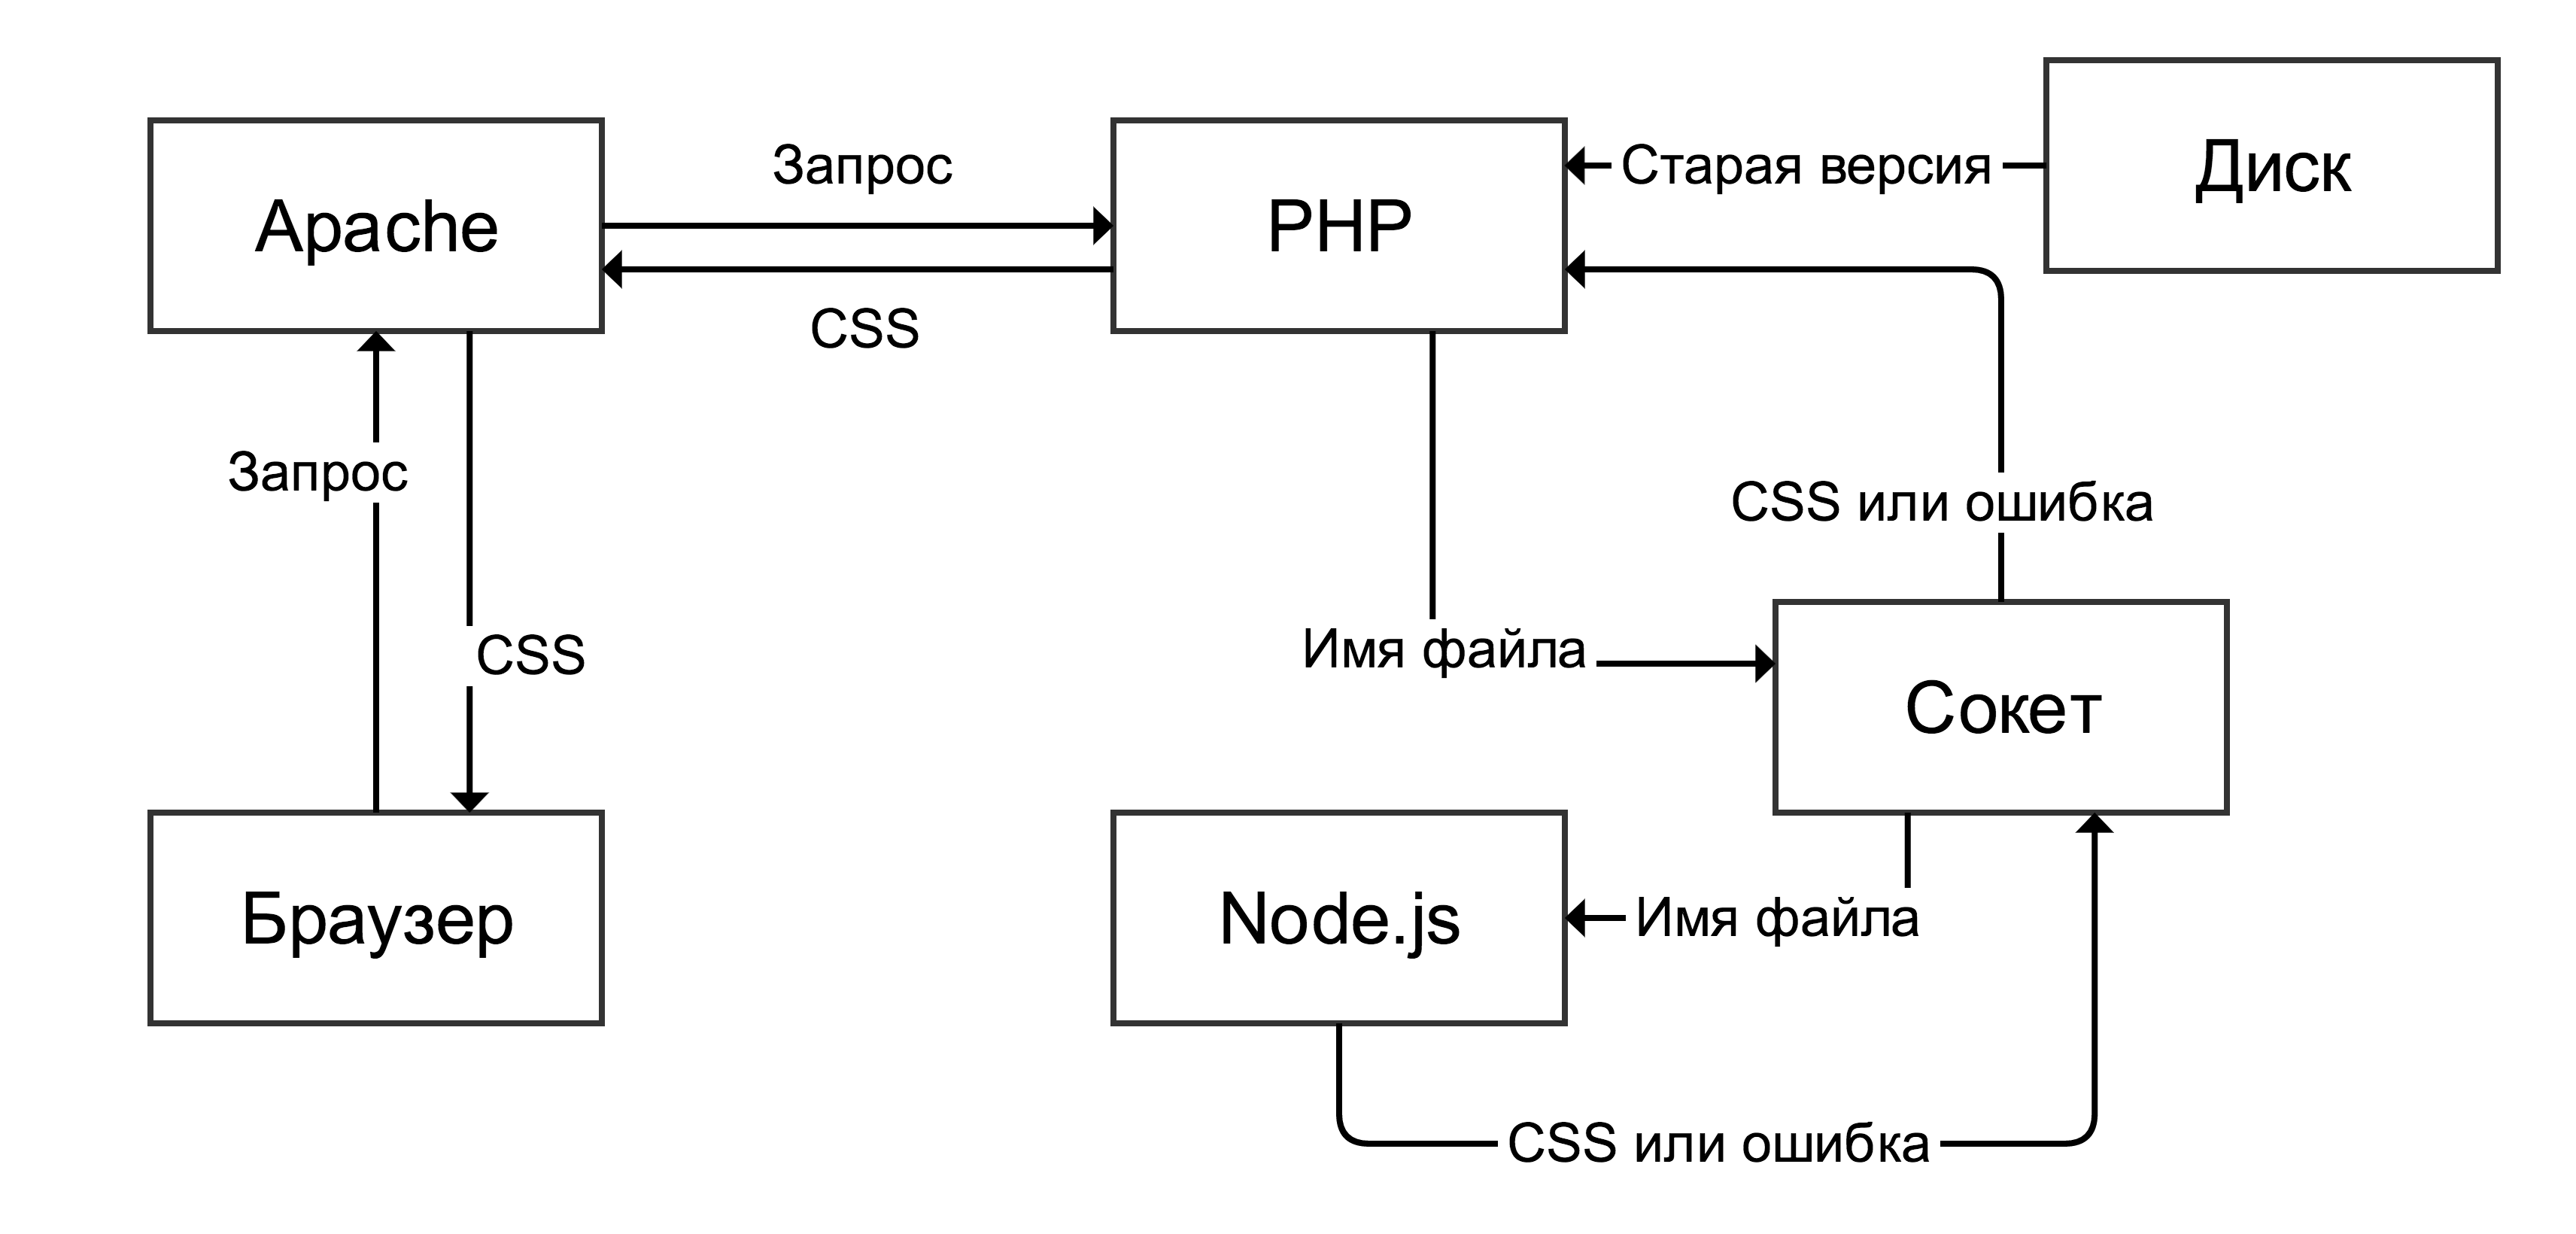 Диск
Запрос
Старая версия
Apache
PHP
CSS
Запрос
CSS или ошибка
CSS
Имя файла
Сокет
Браузер
Node.js
Имя файла
CSS или ошибка